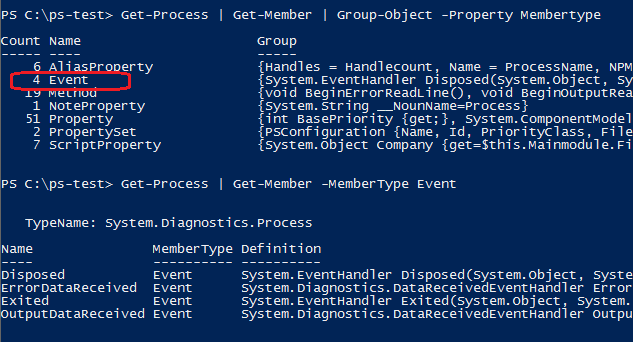 PS C:\ps-test> Get-Process | Get-Member | Group-Object -Property Membertype
Count Name                      Group
----- ----                      -----
    6 AliasProperty             {Handles = Handlecount, Name = ProcessName, NPM
    4 Event                     {System.EventHandler Disposed(System.Object, Sy
   19 Method                    {void BeginErrorReadLine(), void BeginOutputRea
    1 NoteProperty              {System.String __NounName=Process}
   51 Property                  {int BasePriority {get;}, System.ComponentModel
    2 PropertySet               {PSConfiguration {Name, Id, PriorityClass, File
    7 ScriptProperty            {System.Object Company {get=$this.Mainmodule.Fi
PS C:\ps-test> Get-Process | Get-Member -MemberType Event
   TypeName: System.Diagnostics.Process
Name               MemberType Definition
----               ---------- ----------
Disposed           Event      System.EventHandler Disposed(System.Object, Syste
ErrorDataReceived  Event      System.Diagnostics.DataReceivedEventHandler Error
Exited             Event      System.EventHandler Exited(System.Object, System.
OutputDataReceived Event      System.Diagnostics.DataReceivedEventHandler Outpu